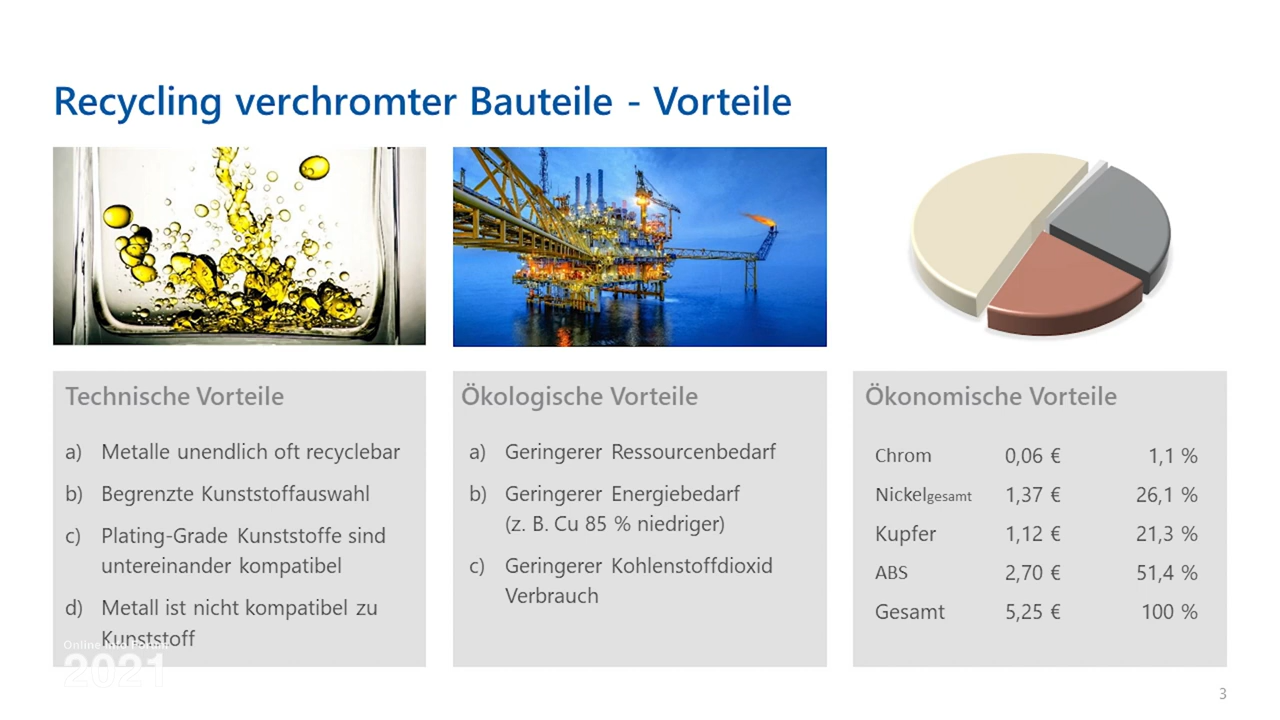 Recycling verchromter Bauteile - Vorteile
Technische Vorteile
a) Metalle unendlich oft recyclebar
b) Begrenzte Kunststoffauswahl
c) Plating-Grade Kunststoffe sind
untereinander kompatibel
d) Metall ist nicht kompatibel zu
Kunststoff
Ökologische Vorteile
a) Geringerer Ressourcenbedarf
b) Geringerer Energiebedarf
(z. B. Cu 85 % niedriger)
c) Geringerer Kohlenstoffdioxid
Verbrauch
Ökonomische Vorteile
Chrom 0,06 € 1,1 %
Nickelgesamt 1,37 € 26,1 %
Kupfer 1,12 € 21,3 %
ABS 2,70 € 51,4 %
Gesamt 5,25 € 100 %
Online
2021
3